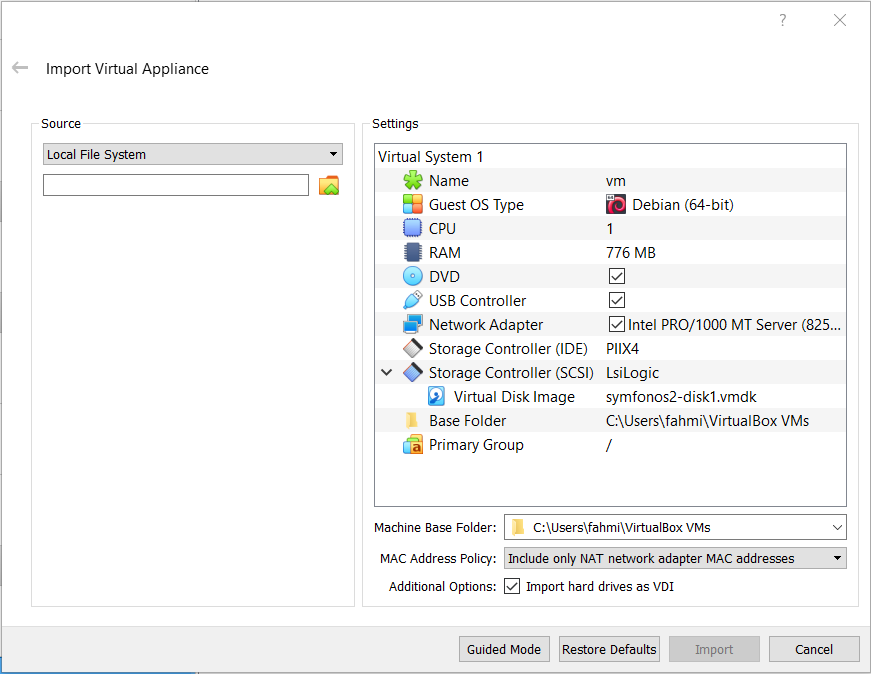 ?
Import Virtual Appliance
Source
Local File System
Settings
Virtual System 1
Name vm
Guest OS Type Debian (64-bit)
CPU 1
RAM 776 MB
DVD
USB Controller
Network Adapter Intel PRO/1000 MT Server (825...
Storage Controller (IDE) PIIX4
Storage Controller (SCSI) LsiLogic
Virtual Disk Image symfonos2-disk1.vmdk
Base Folder C:\Users\fahmi\VirtualBox VMs
Primary Group /
Machine Base Folder: C:\Users\fahmi\VirtualBox VMs
MAC Address Policy: Include only NAT network adapter MAC addresses
Additional Options: Import hard drives as VDI
Guided Mode Restore Defaults Import Cancel